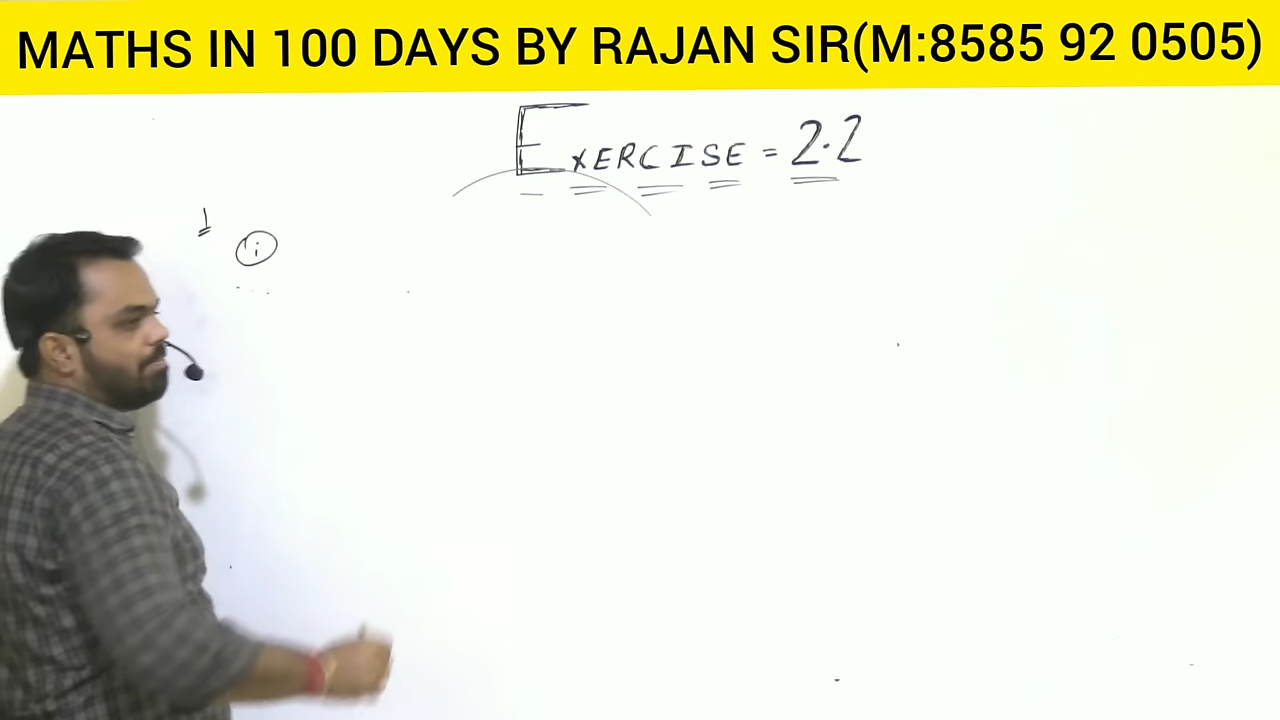 MATHS IN 100 DAYS BY RAJAN SIR(M:8585 92 0505)
EXERCISE = 2.2
1
i